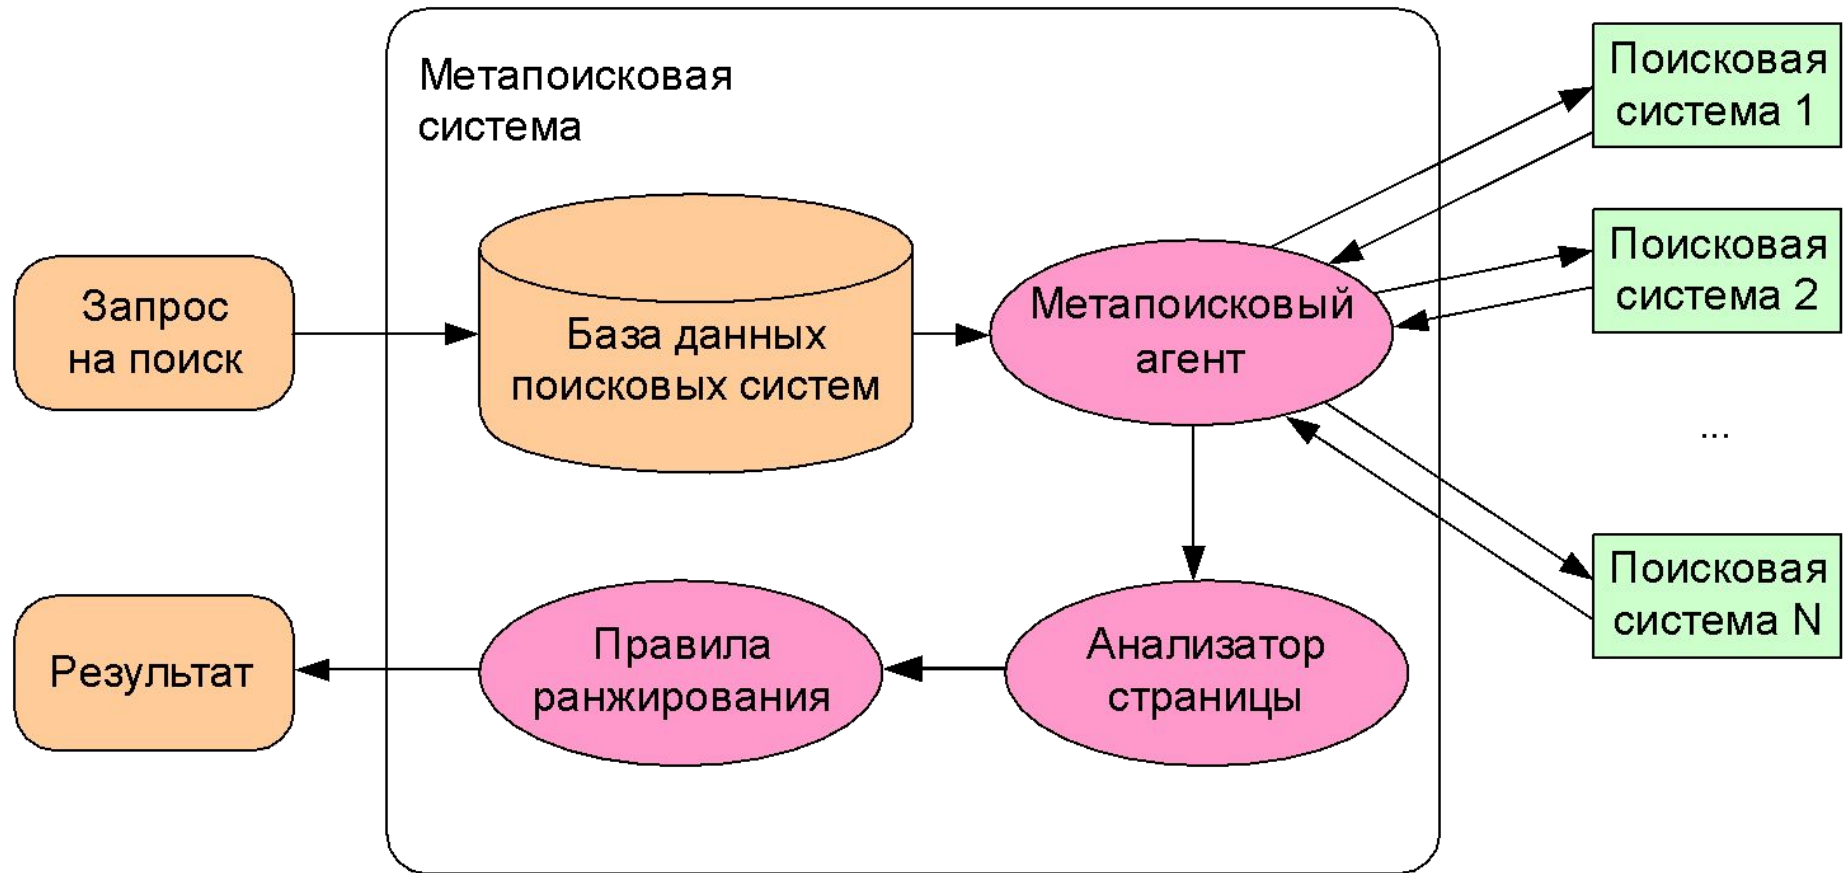 Метапоисковая
система
Запрос
на поиск
База данных
поисковых систем
Метапоисковый
агент
Поисковая
система 1
Поисковая
система 2
...
Поисковая
система N
Анализатор
страницы
Правила
ранжирования
Результат